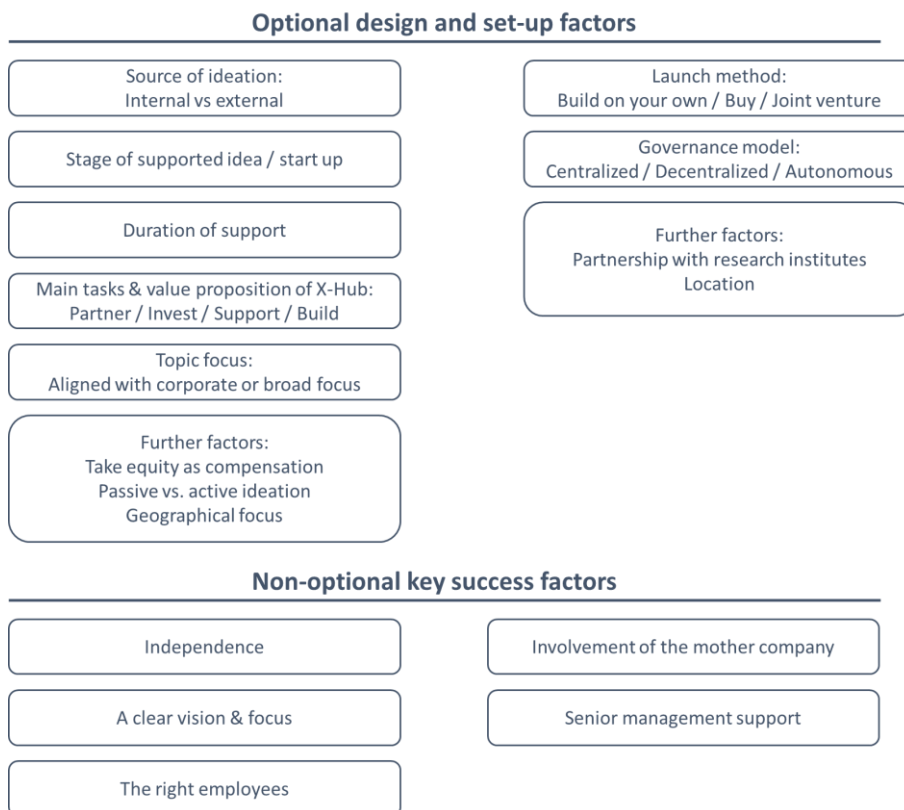 Optional design and set-up factors
Source of ideation:
Internal vs external
Stage of supported idea / start up
Duration of support
Main tasks & value proposition of X-Hub:
Partner / Invest / Support / Build
Topic focus:
Aligned with corporate or broad focus
Further factors:
Take equity as compensation
Passive vs. active ideation
Geographical focus
Launch method:
Build on your own / Buy / Joint venture
Governance model:
Centralized / Decentralized / Autonomous
Further factors:
Partnership with research institutes
Location
Non-optional key success factors
Independence
A clear vision & focus
The right employees
Involvement of the mother company
Senior management support